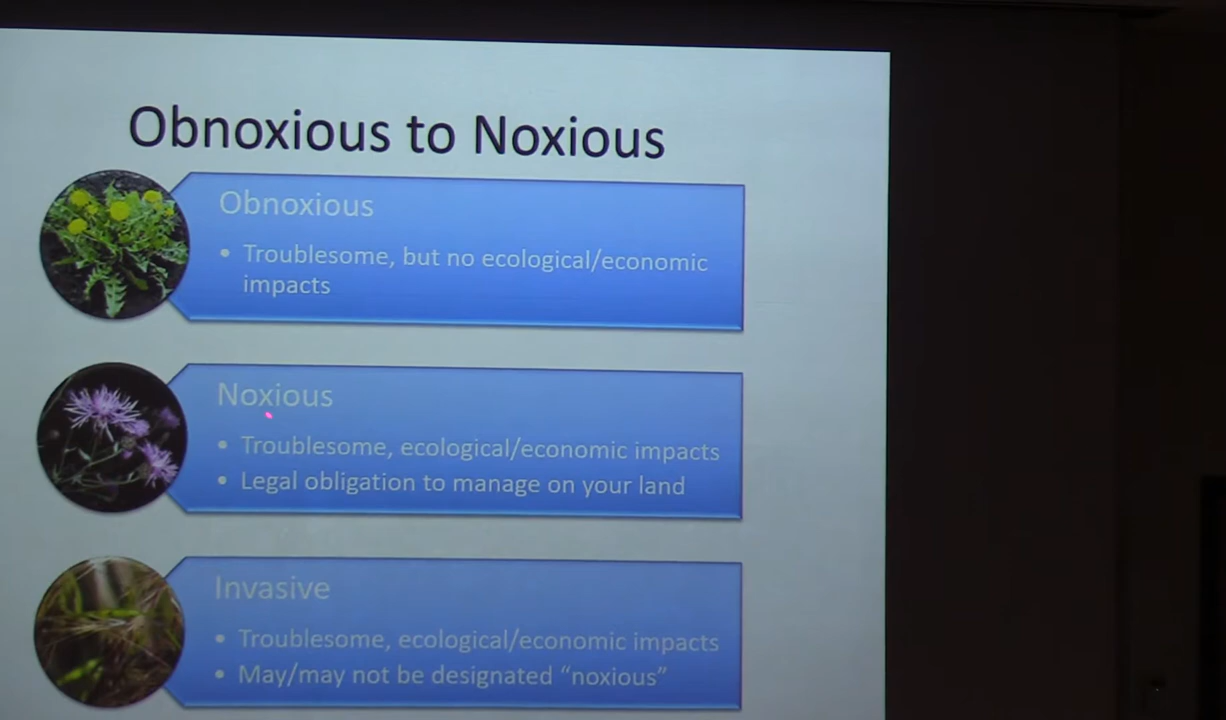 Obnoxious to Noxious
Obnoxious
• Troublesome, but no ecological/economic
impacts
Noxious
• Troublesome, ecological/economic impacts
• Legal obligation to manage on your land
Invasive
• Troublesome, ecological/economic impacts
• May/may not be designated “noxious”